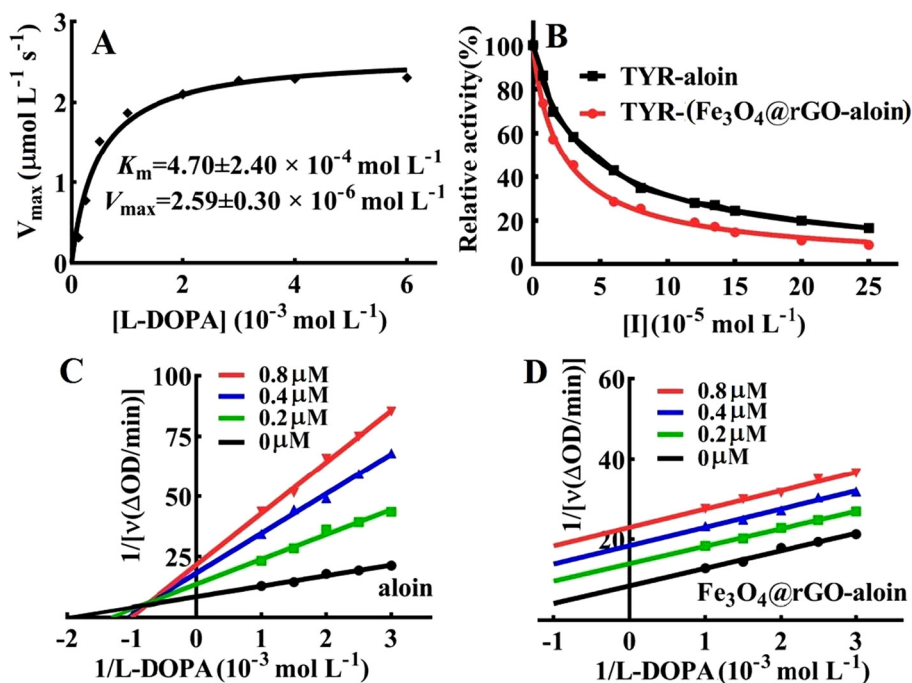 A
V_max (μmol L⁻¹ s⁻¹)
3
2
1
0
K_m=4.70±2.40 × 10⁻⁴ mol L⁻¹
V_max=2.59±0.30 × 10⁻⁶ mol L⁻¹
0 2 4 6
[L-DOPA] (10⁻³ mol L⁻¹)
B
Relative activity(%)
100
80
60
40
20
0
TYR-aloin
TYR-(Fe₃O₄@rGO-aloin)
0 5 10 15 20 25
[I](10⁻⁵ mol L⁻¹)
C
1/[ν(ΔOD/min)]
100
75
50
25
0.8μM
0.4μM
0.2μM
0μM
aloin
-2 -1 0 1 2 3
1/L-DOPA (10⁻³ mol L⁻¹)
D
1/[ν(ΔOD/min)]
60
40
20
0.8μM
0.4μM
0.2μM
0μM
Fe₃O₄@rGO-aloin
-1 0 1 2 3
1/L-DOPA (10⁻³ mol L⁻¹)